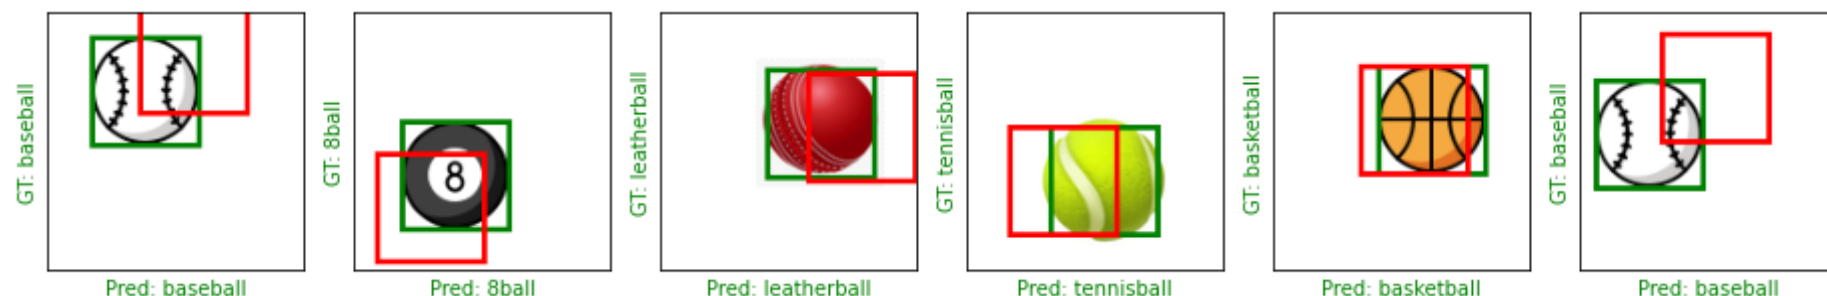 GT: baseball
Pred: baseball
GT: 8ball
8
Pred: 8ball
GT: leatherball
Pred: leatherball
GT: tennisball
Pred: tennisball
GT: basketball
Pred: basketball
GT: baseball
Pred: baseball